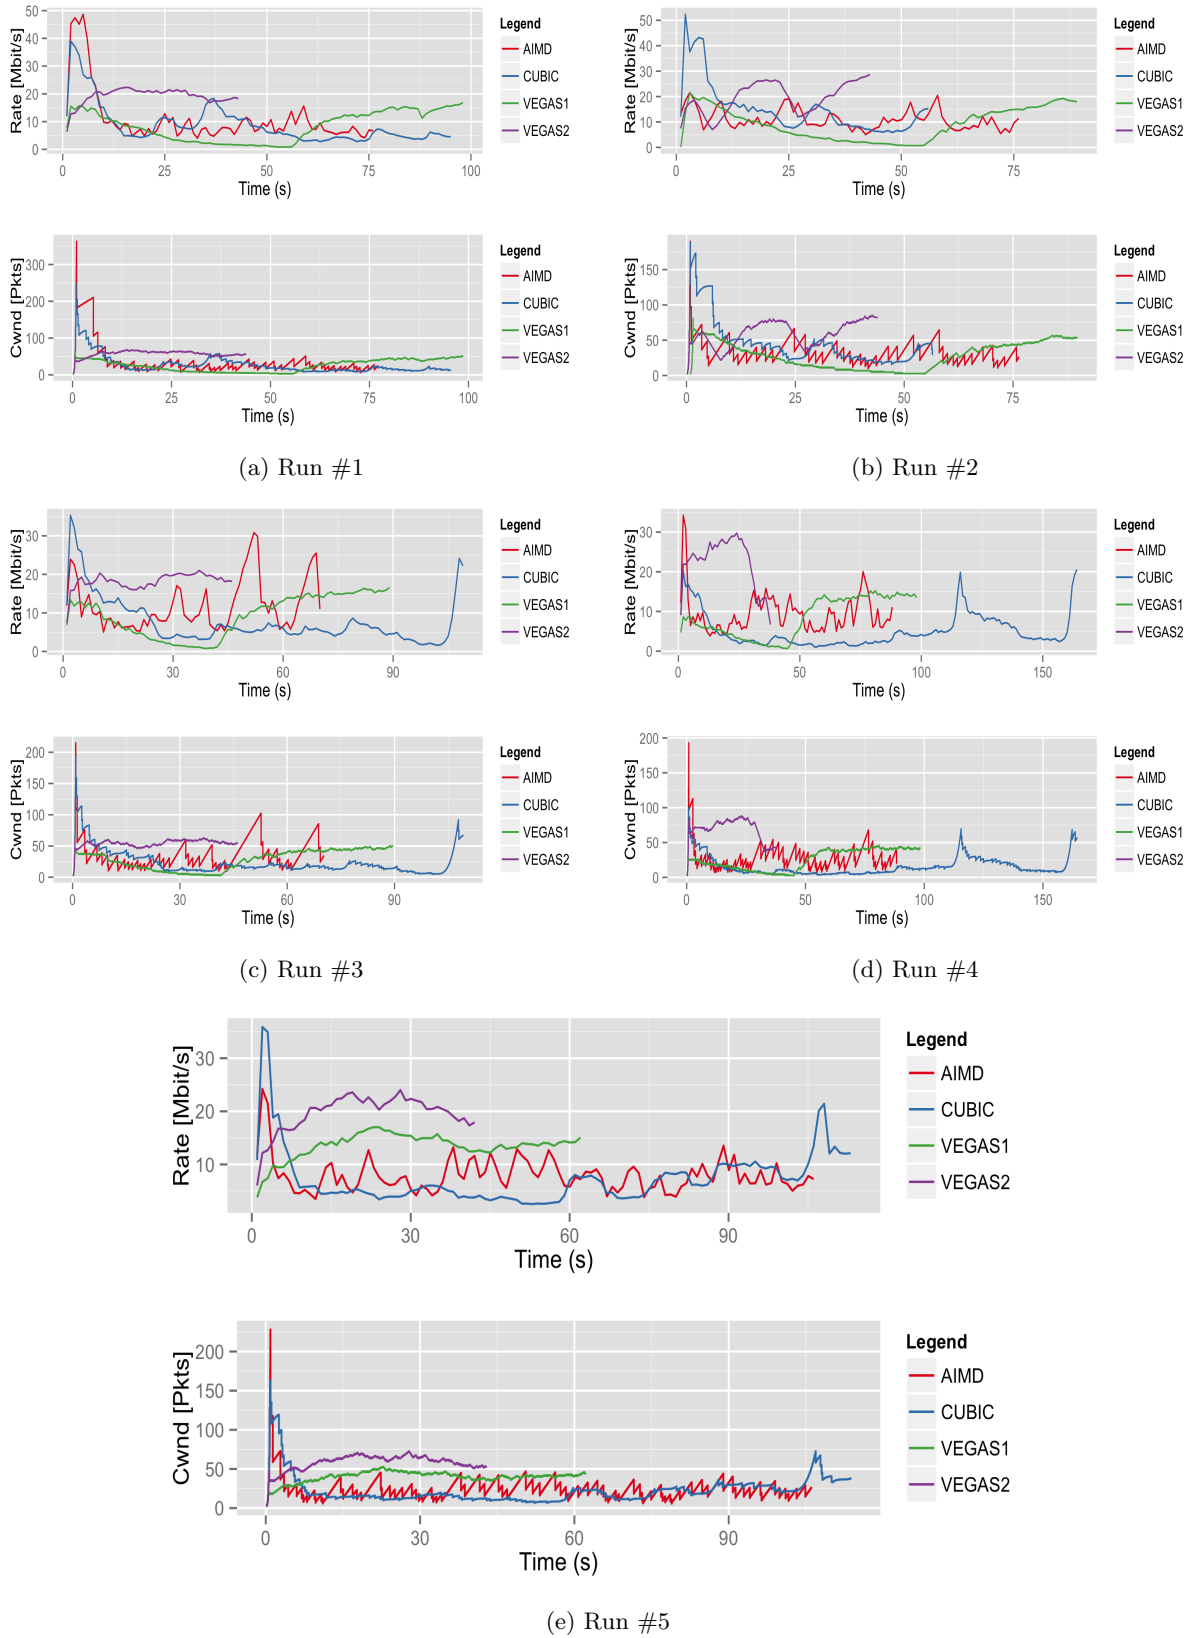 Rate [Mbit/s]
50
40
30
20
10
0
0 25 50 75 100
Time (s)
Legend
AIMD
CUBIC
VEGAS1
VEGAS2
Rate [Mbit/s]
50
40
30
20
10
0
0 25 50 75
Time (s)
Legend
AIMD
CUBIC
VEGAS1
VEGAS2
Cwnd [Pkts]
300
200
100
0
0 25 50 75 100
Time (s)
Legend
AIMD
CUBIC
VEGAS1
VEGAS2
Cwnd [Pkts]
150
100
50
0
0 25 50 75
Time (s)
Legend
AIMD
CUBIC
VEGAS1
VEGAS2
(a) Run #1
(b) Run #2
Rate [Mbit/s]
30
20
10
0
0 30 60 90
Time (s)
Legend
AIMD
CUBIC
VEGAS1
VEGAS2
Rate [Mbit/s]
30
20
10
0
0 50 100 150
Time (s)
Legend
AIMD
CUBIC
VEGAS1
VEGAS2
Cwnd [Pkts]
200
150
100
50
0
0 30 60 90
Time (s)
Legend
AIMD
CUBIC
VEGAS1
VEGAS2
Cwnd [Pkts]
200
150
100
50
0
0 50 100 150
Time (s)
Legend
AIMD
CUBIC
VEGAS1
VEGAS2
(c) Run #3
(d) Run #4
Rate [Mbit/s]
30
20
10
0 30 60 90
Time (s)
Legend
AIMD
CUBIC
VEGAS1
VEGAS2
Cwnd [Pkts]
200
150
100
50
0
0 30 60 90
Time (s)
Legend
AIMD
CUBIC
VEGAS1
VEGAS2
(e) Run #5